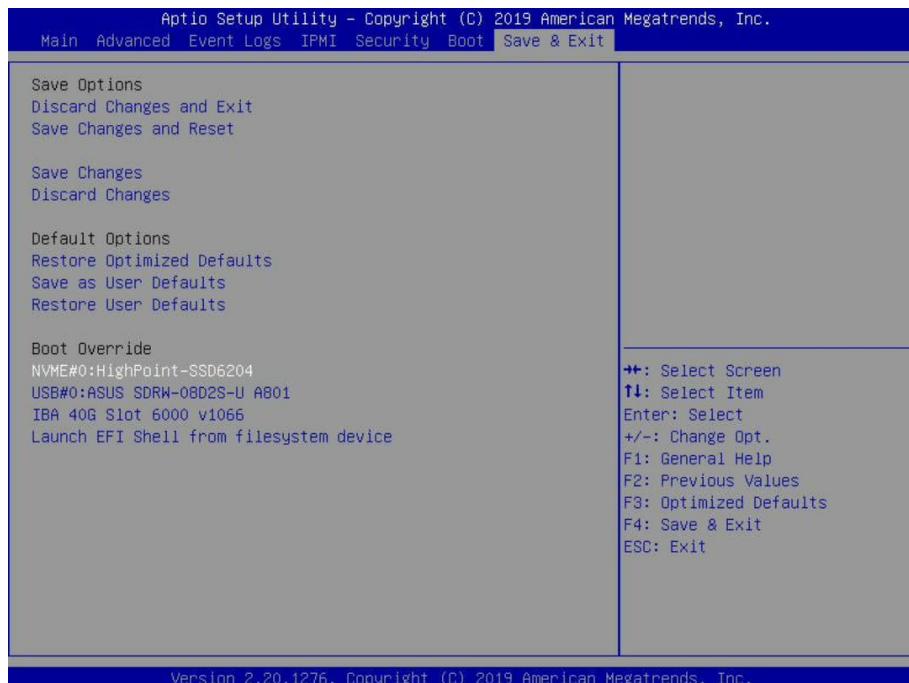 Aptio Setup Utility – Copyright (C) 2019 American Megatrends, Inc.
Main Advanced Event Logs IPMI Security Boot Save & Exit
Save Options
Discard Changes and Exit
Save Changes and Reset
Save Changes
Discard Changes
Default Options
Restore Optimized Defaults
Save as User Defaults
Restore User Defaults
Boot Override
NVME#0:HighPoint-SSD6204
USB#0:ASUS SDRW-08D2S-U A801
IBA 40G Slot 6000 v1066
Launch EFI Shell from filesystem device
→←: Select Screen
↑↓: Select Item
Enter: Select
+/-: Change Opt.
F1: General Help
F2: Previous Values
F3: Optimized Defaults
F4: Save & Exit
ESC: Exit
Version 2.20.1276. Copyright (C) 2019 American Megatrends, Inc.